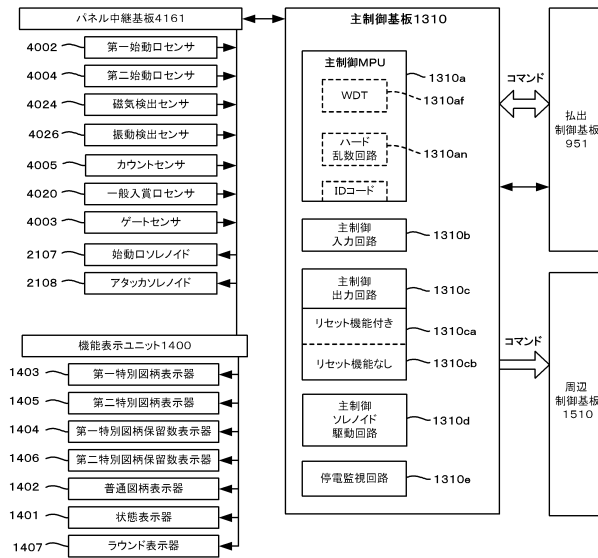 パネル中継基板4161
4002
第一始動口センサ
4004
第二始動口センサ
4024
磁気検出センサ
4026
振動検出センサ
4005
カウントセンサ
4020
一般入賞口センサ
4003
ゲートセンサ
2107
始動口ソレノイド
2108
アタッカソレノイド
機能表示ユニット1400
1403
第一特別図柄表示器
1405
第二特別図柄表示器
1404
第一特別図柄保留数表示器
1406
第二特別図柄保留数表示器
1402
普通図柄表示器
1401
状態表示器
1407
ラウンド表示器
主制御基板1310
主制御MPU
1310a
WDT
1310af
ハード
乱数回路
1310an
IDコード
主制御
入力回路
1310b
主制御
出力回路
1310c
リセット機能付き
1310ca
リセット機能なし
1310cb
主制御
ソレノイド
駆動回路
1310d
停電監視回路
1310e
コマンド
払出
制御基板
951
コマンド
周辺
制御基板
1510